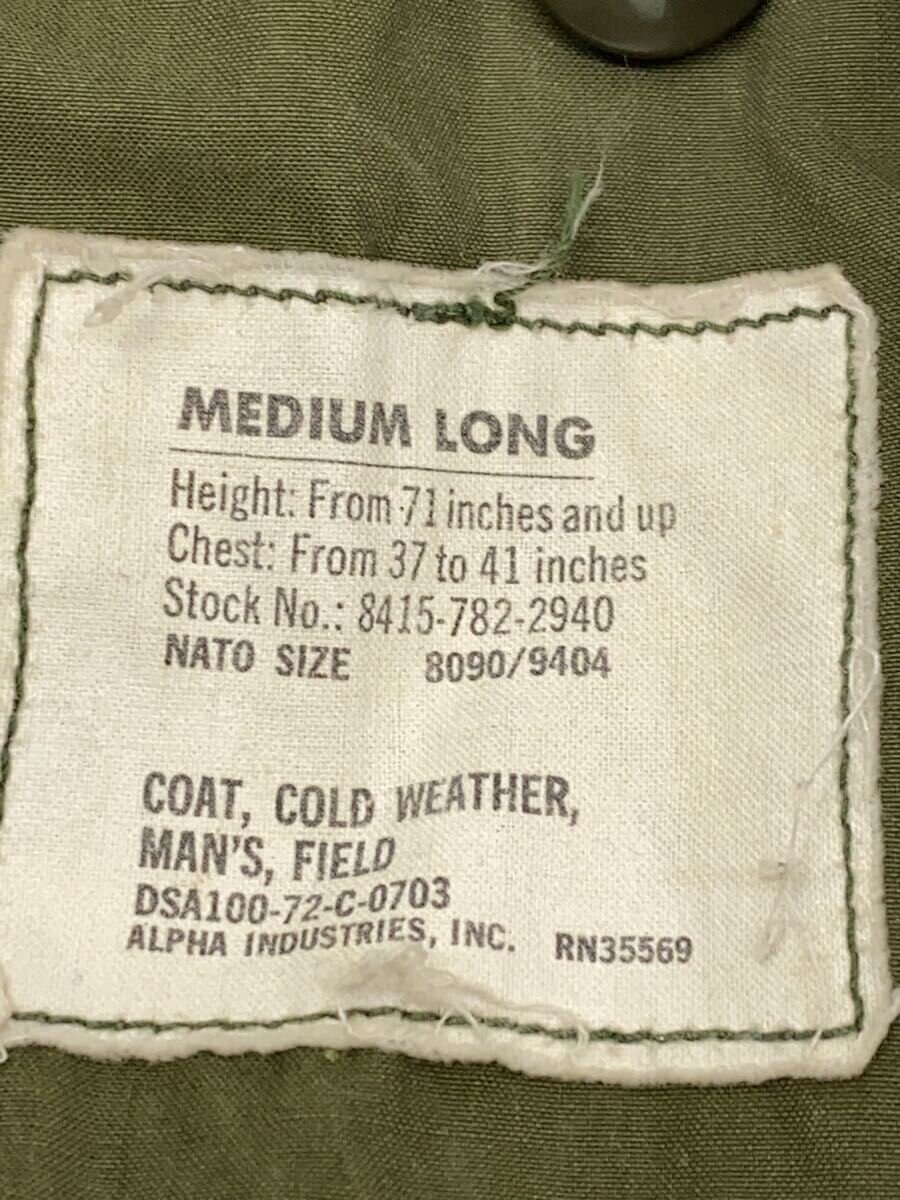 MEDIUM LONG
Height: From 71 inches and up
Chest: From 37 to 41 inches
Stock No.: 8415-782-2940
NATO SIZE 8090/9404
COAT, COLD WEATHER,
MAN'S, FIELD
DSA100-72-C-0703
ALPHA INDUSTRIES, INC. RN35569